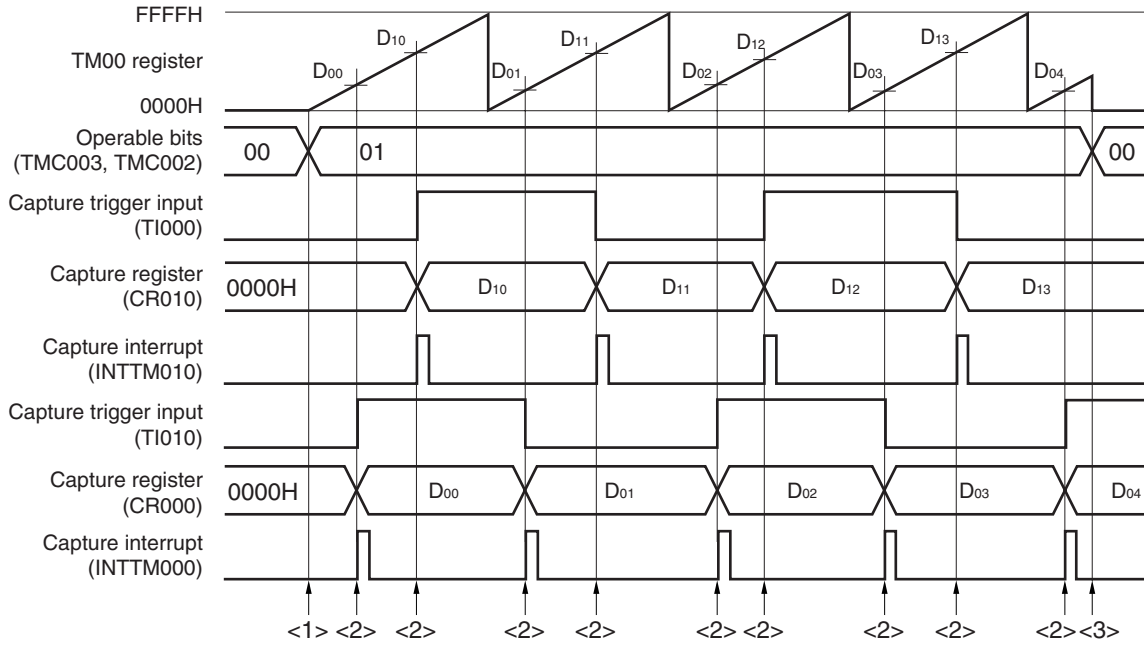 FFFFH
TM00 register
0000H
D10
D11
D12
D13
D00
D01
D02
D03
D04
Operable bits
(TMC003, TMC002)
00
01
00
Capture trigger input
(TI000)
Capture register
(CR010)
0000H
D10
D11
D12
D13
Capture interrupt
(INTTM010)
Capture trigger input
(TI010)
Capture register
(CR000)
0000H
D00
D01
D02
D03
D04
Capture interrupt
(INTTM000)
<1> <2> <2> <2> <2> <2> <2> <2> <2> <2> <3>